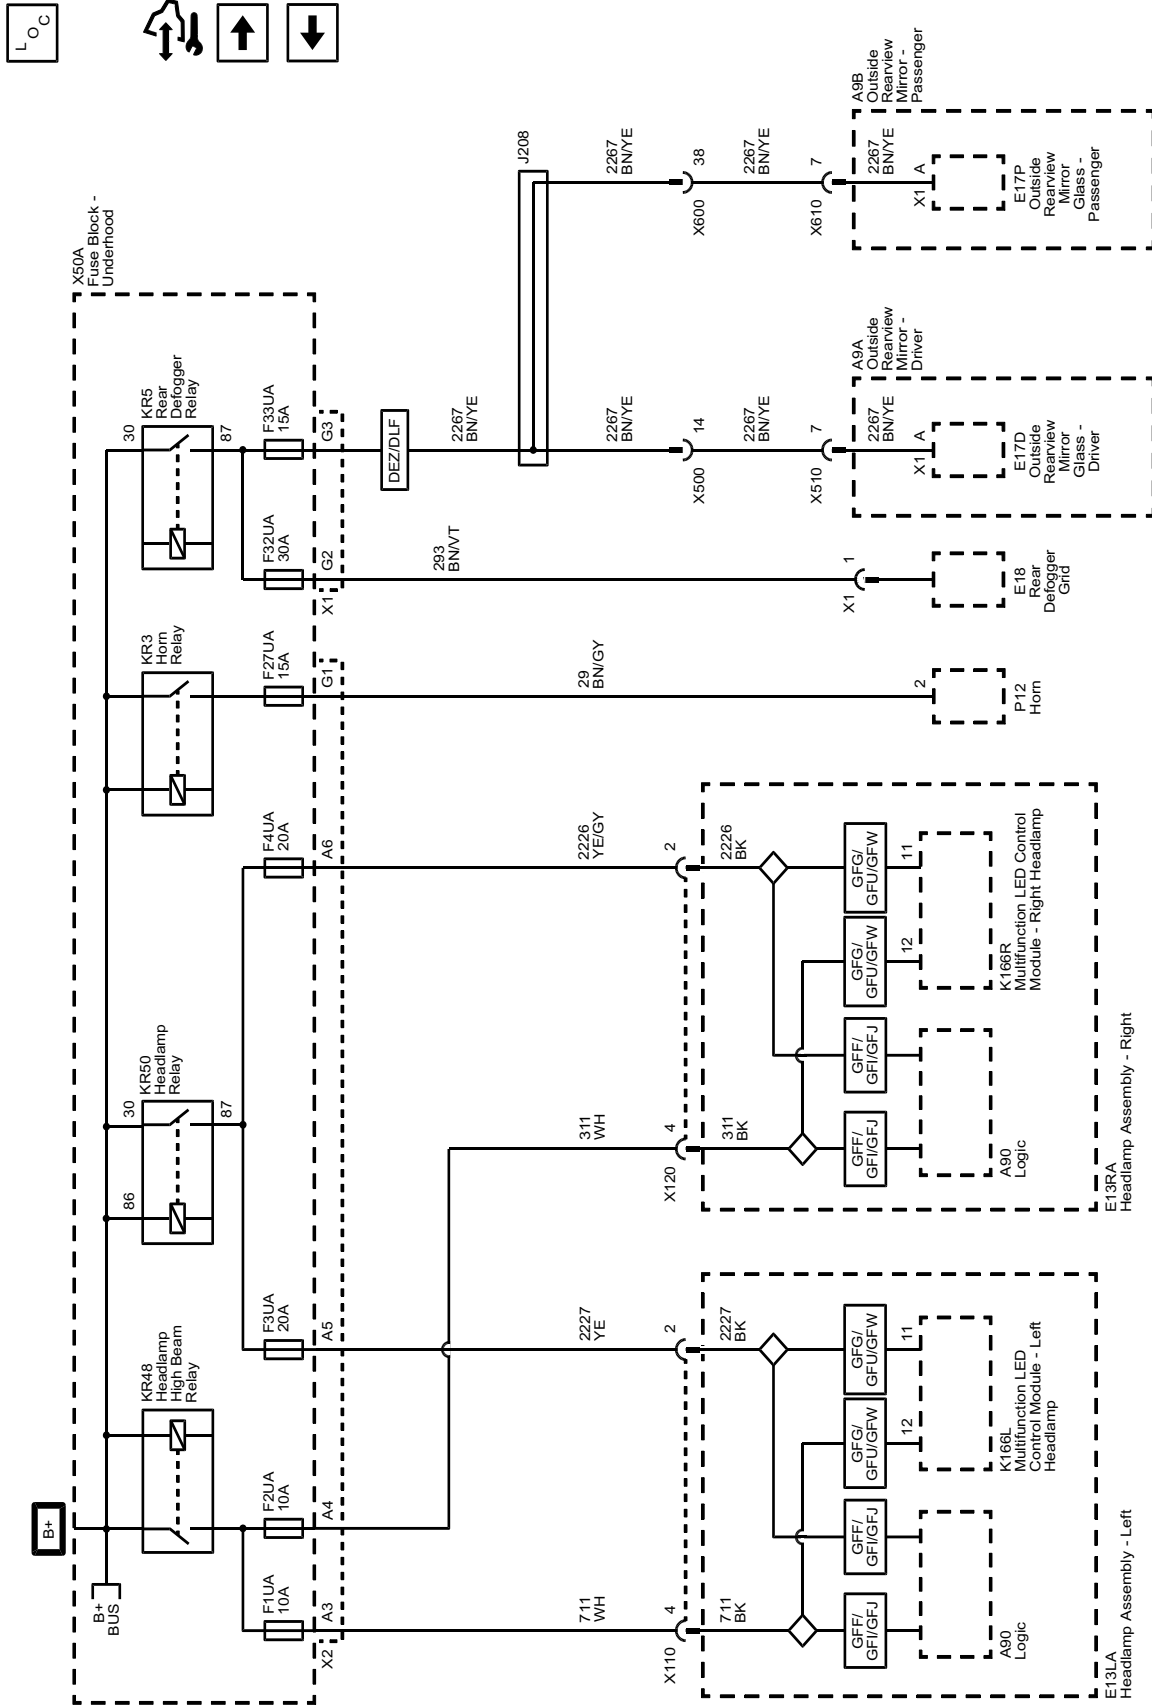 L O C
X50A
Fuse Block -
Underhood
B+
B+
BUS
KR48
Headlamp
High Beam
Relay
86
30
KR50
Headlamp
Relay
87
KR3
Horn
Relay
30
KR5
Rear
Defogger
Relay
87
F1UA
10A
F2UA
10A
F3UA
20A
F4UA
20A
F27UA
15A
F32UA
30A
F33UA
15A
X2
A3
A4
A5
A6
G1
X1
G2
G3
DEZ/DLF
2267
BN/YE
J208
711
WH
2227
YE
311
WH
2226
YE/GY
29
BN/GY
293
BN/VT
2267
BN/YE
2267
BN/YE
X110
4
2
X120
4
2
X500
14
X600
38
711
BK
2227
BK
311
BK
2226
BK
2267
BN/YE
2267
BN/YE
X510
7
X610
7
GFF/
GFI/GFJ
GFF/
GFI/GFJ
GFG/
GFU/GFW
GFG/
GFU/GFW
GFF/
GFI/GFJ
GFF/
GFI/GFJ
GFG/
GFU/GFW
GFG/
GFU/GFW
12
11
12
11
2
X1
1
2267
BN/YE
X1
A
2267
BN/YE
X1
A
A9A
Outside
Rearview
Mirror -
Driver
A9B
Outside
Rearview
Mirror -
Passenger
A90
Logic
K166L
Multifunction LED
Control Module - Left
Headlamp
A90
Logic
K166R
Multifunction LED Control
Module - Right Headlamp
P12
Horn
E18
Rear
Defogger
Grid
E17D
Outside
Rearview
Mirror
Glass -
Driver
E17P
Outside
Rearview
Mirror
Glass -
Passenger
E13LA
Headlamp Assembly - Left
E13RA
Headlamp Assembly - Right